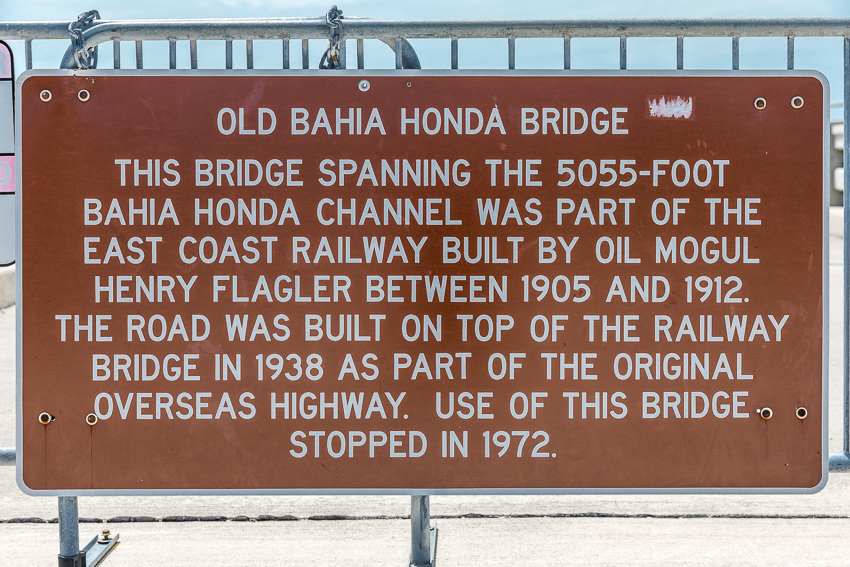 OLD BAHIA HONDA BRIDGE
THIS BRIDGE SPANNING THE 5055-FOOT
BAHIA HONDA CHANNEL WAS PART OF THE
EAST COAST RAILWAY BUILT BY OIL MOGUL
HENRY FLAGLER BETWEEN 1905 AND 1912.
THE ROAD WAS BUILT ON TOP OF THE RAILWAY
BRIDGE IN 1938 AS PART OF THE ORIGINAL
OVERSEAS HIGHWAY. USE OF THIS BRIDGE
STOPPED IN 1972.